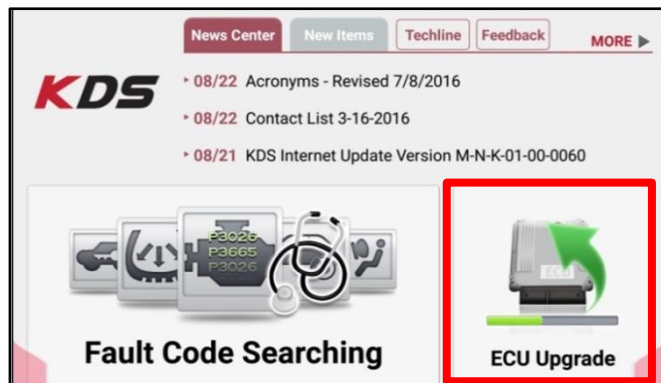 News Center New Items Techline Feedback MORE
KDS
08/22 Acronyms - Revised 7/8/2016
08/22 Contact List 3-16-2016
08/21 KDS Internet Update Version M-N-K-01-00-0060
P3026
P3665
P3026
ECU
Fault Code Searching
ECU Upgrade